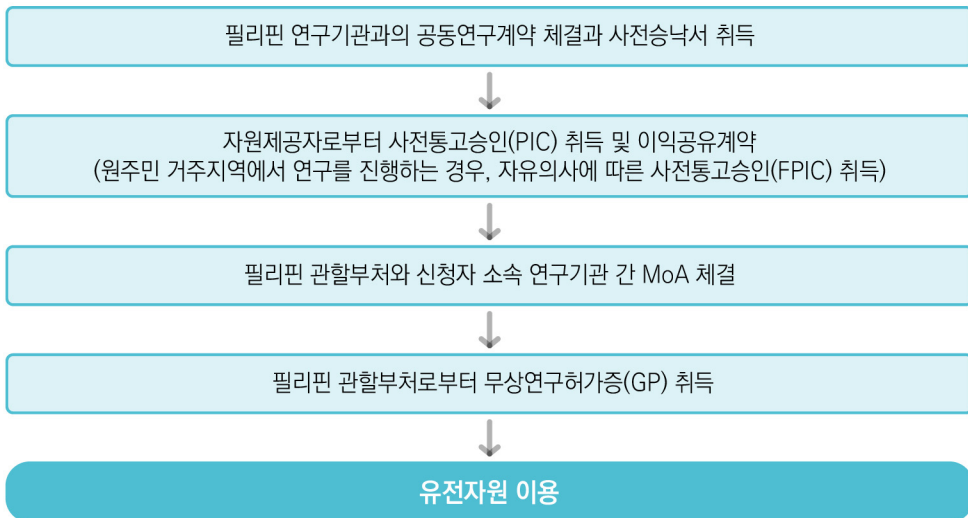 필리핀 연구기관과의 공동연구계약 체결과 사전승낙서 취득
자원제공자로부터 사전통고승인(PIC) 취득 및 이익공유계약
(원주민 거주지역에서 연구를 진행하는 경우, 자유의사에 따른 사전통고승인(FPIC) 취득)
필리핀 관할부처와 신청자 소속 연구기관 간 MoA 체결
필리핀 관할부처로부터 무상연구허가증(GP) 취득
유전자원 이용